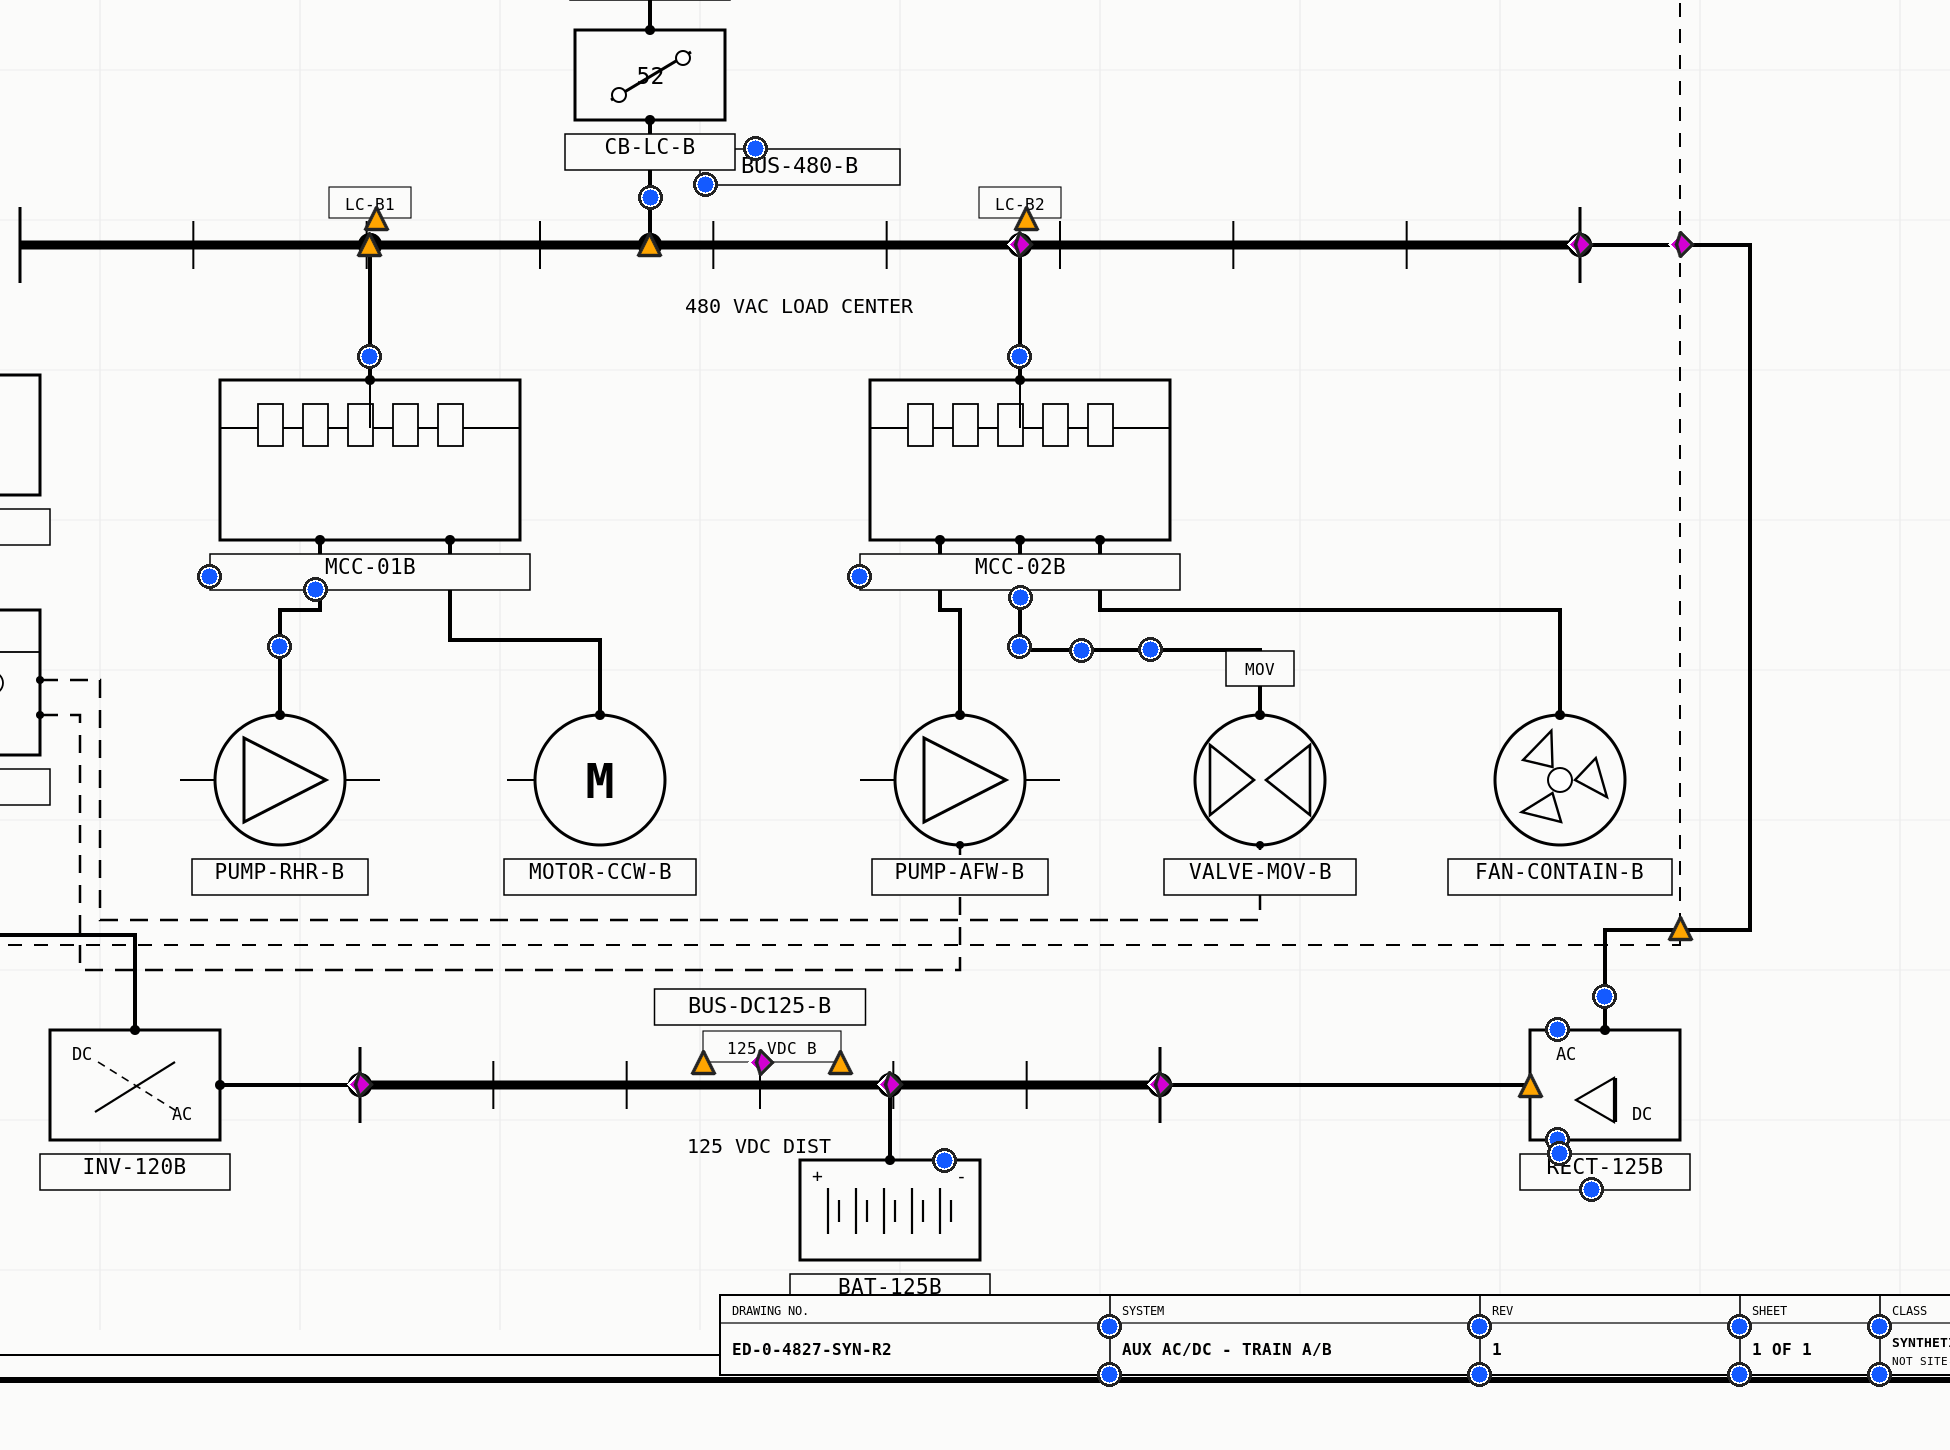 52
CB-LC-B
BUS-480-B
LC-B1
LC-B2
480 VAC LOAD CENTER
MCC-01B
MCC-02B
MOV
M
PUMP-RHR-B
MOTOR-CCW-B
PUMP-AFW-B
VALVE-MOV-B
FAN-CONTAIN-B
BUS-DC125-B
125 VDC B
DC
AC
AC
DC
125 VDC DIST
INV-120B
+
-
RECT-125B
BAT-125B
DRAWING NO.
SYSTEM
REV
SHEET
CLASS
ED-0-4827-SYN-R2
AUX AC/DC - TRAIN A/B
1
1 OF 1
SYNTHETI
NOT SITE